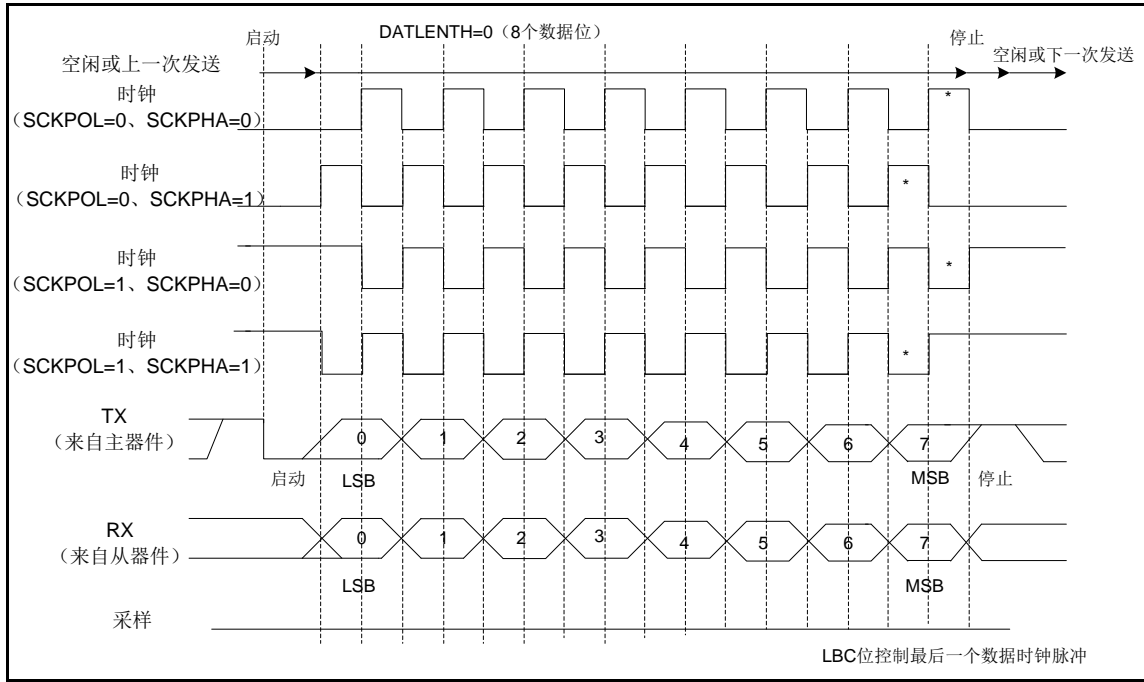 启动
DATLENTH=0（8个数据位）
停止
空闲或上一次发送
空闲或下一次发送
时钟
（SCKPOL=0、SCKPHA=0）
*
时钟
（SCKPOL=0、SCKPHA=1）
*
时钟
（SCKPOL=1、SCKPHA=0）
*
时钟
（SCKPOL=1、SCKPHA=1）
*
TX
（来自主器件）
0 1 2 3 4 5 6 7
启动 LSB MSB 停止
RX
（来自从器件）
0 1 2 3 4 5 6 7
LSB MSB
采样
LBC位控制最后一个数据时钟脉冲